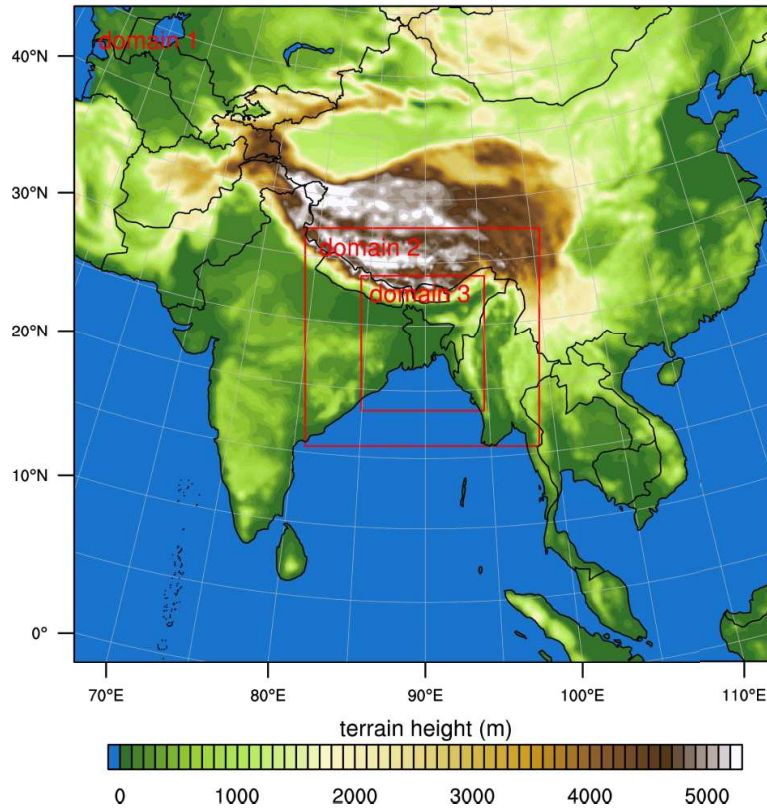 domain 1
40°N
30°N
domain 2
domain 3
20°N
10°N
0°
70°E 80°E 90°E 100°E 110°E
terrain height (m)
0 1000 2000 3000 4000 5000